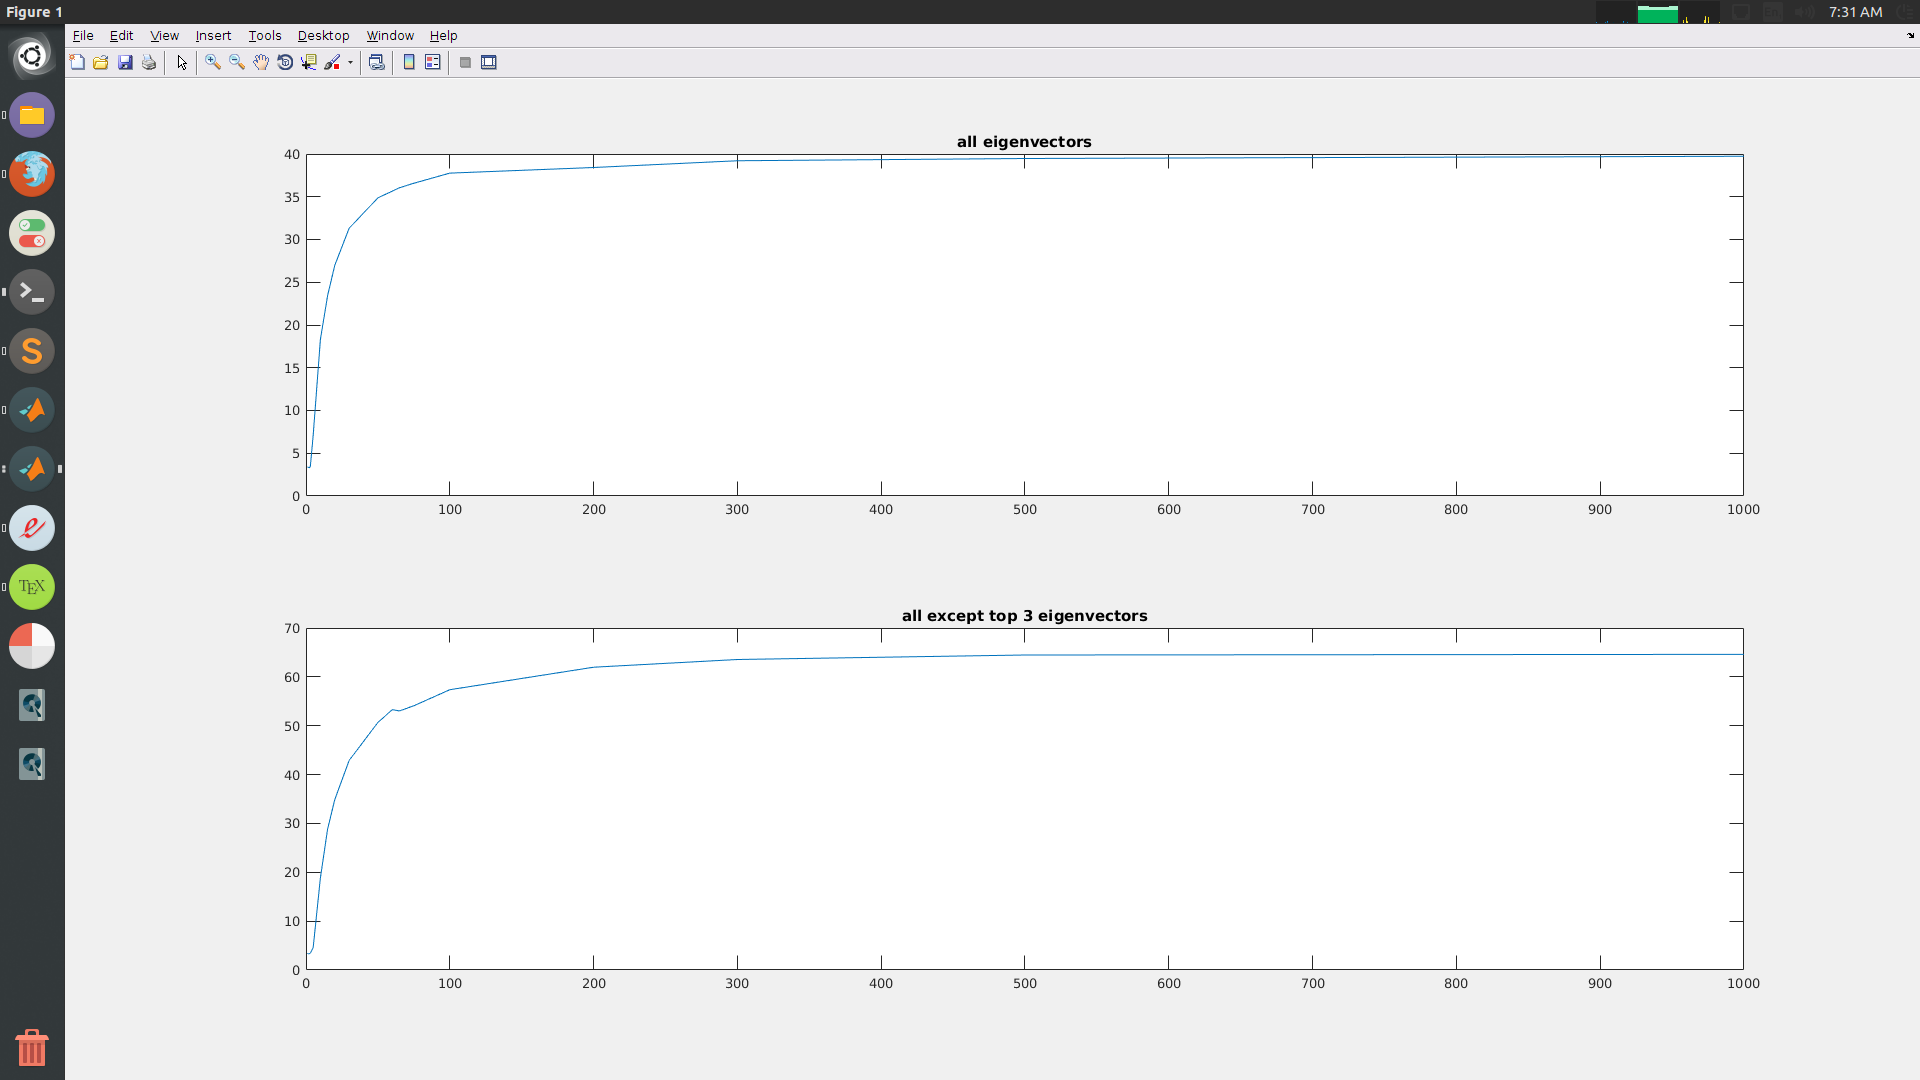 Figure 1
7:31 AM
File Edit View Insert Tools Desktop Window Help
all eigenvectors
40
35
30
25
20
15
10
5
0
0 100 200 300 400 500 600 700 800 900 1000
all except top 3 eigenvectors
70
60
50
40
30
20
10
0
0 100 200 300 400 500 600 700 800 900 1000
S
e
TEX